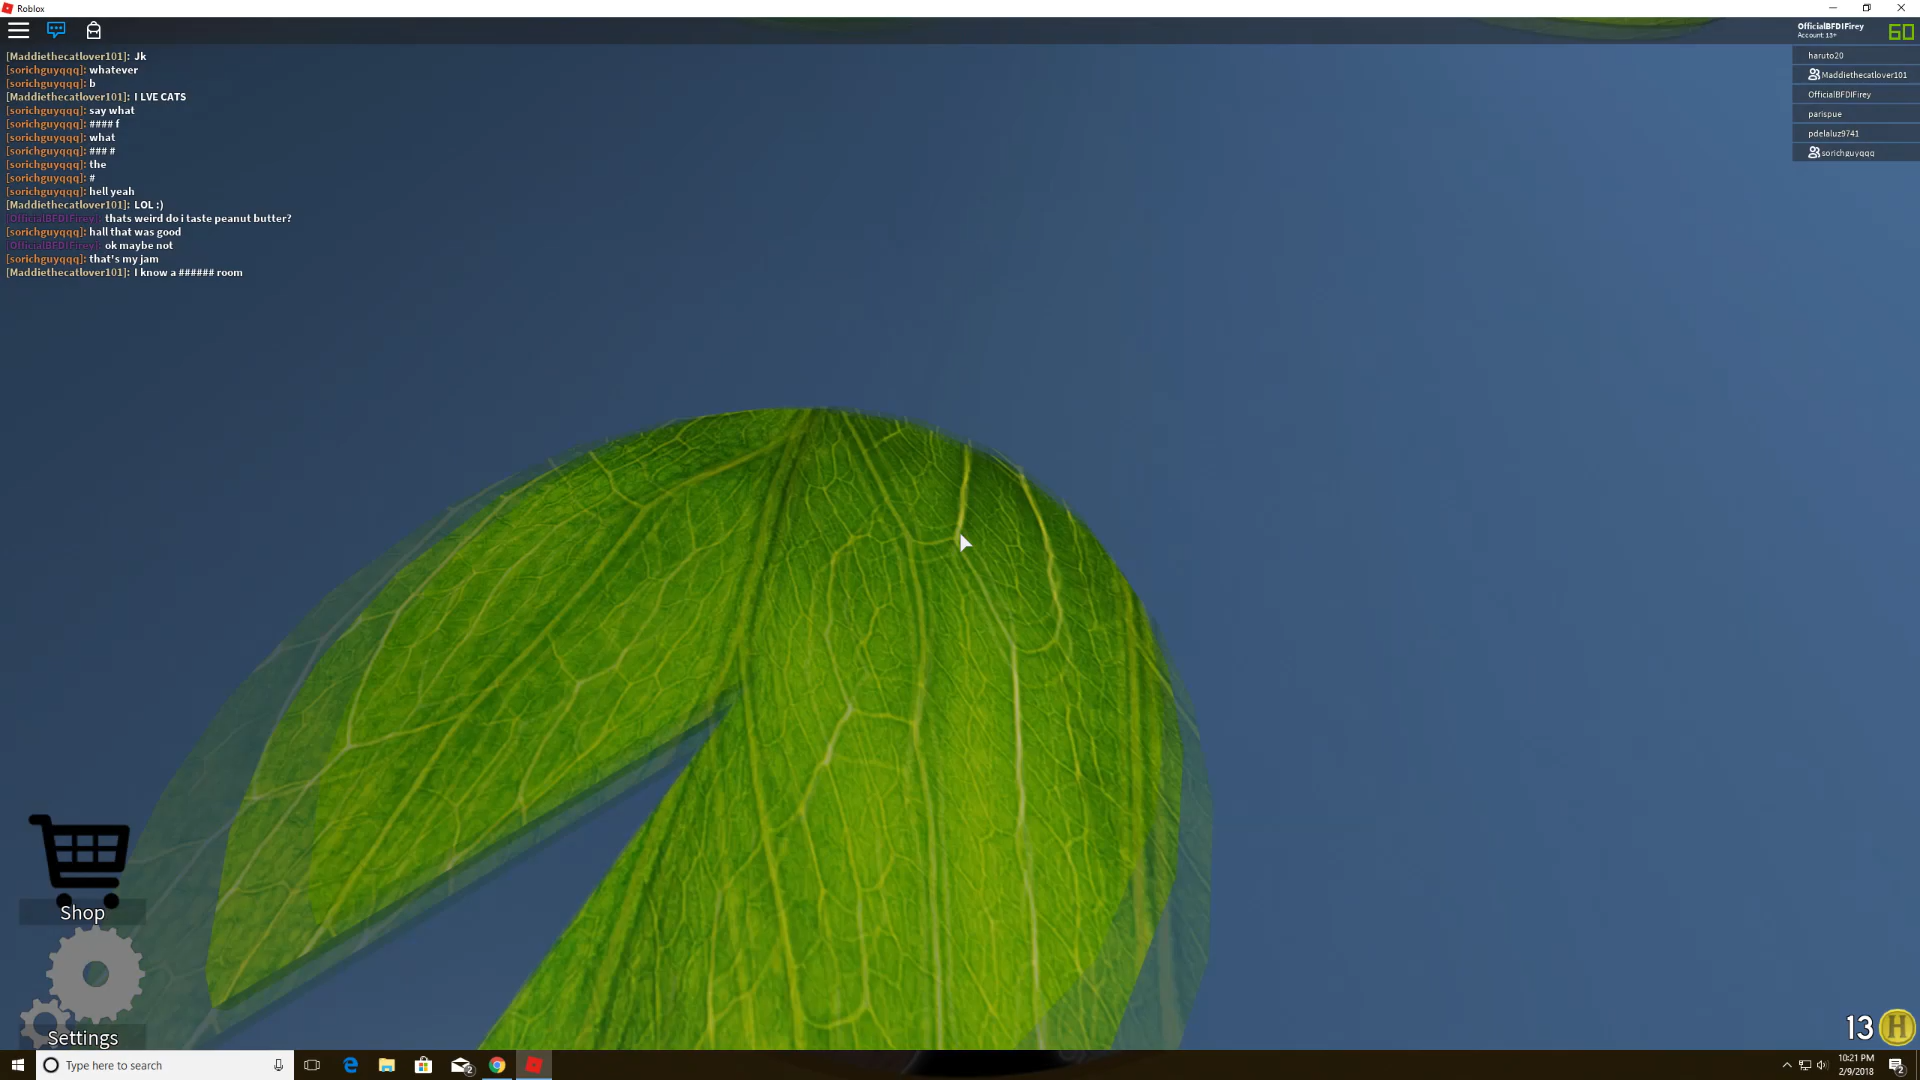 Roblox
OfficialBFDIFirey
Account: 13+
60
haruto20
Maddiethecatlover101
OfficialBFDIFirey
parispue
pdelaluz9741
sorichguyqqq
[Maddiethecatlover101]: Jk
[sorichguyqqq]: whatever
[sorichguyqqq]: b
[Maddiethecatlover101]: I LVE CATS
[sorichguyqqq]: say what
[sorichguyqqq]: #### f
[sorichguyqqq]: what
[sorichguyqqq]: ### #
[sorichguyqqq]: the
[sorichguyqqq]: #
[sorichguyqqq]: hell yeah
[Maddiethecatlover101]: LOL :)
[OfficialBFDIFirey]: thats weird do i taste peanut butter?
[sorichguyqqq]: hall that was good
[OfficialBFDIFirey]: ok maybe not
[sorichguyqqq]: that's my jam
[Maddiethecatlover101]: I know a ###### room
Shop
Settings
13 H
Type here to search
2
10:21 PM
2/9/2018
2